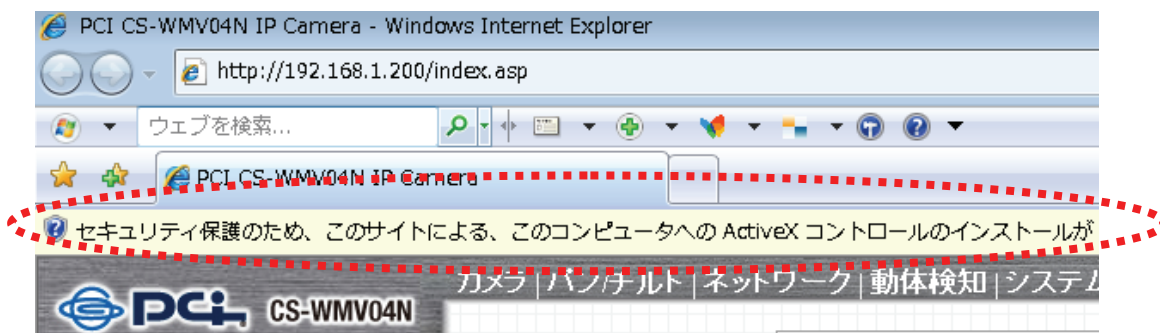 PCI CS-WMV04N IP Camera - Windows Internet Explorer
http://192.168.1.200/index.asp
ウェブを検索...
PCI CS-WMV04N IP Camera
セキュリティ保護のため、このサイトによる、このコンピュータへの ActiveX コントロールのインストールが
カメラ | パン/チルト | ネットワーク | 動体検知 | システム
PCi CS-WMV04N